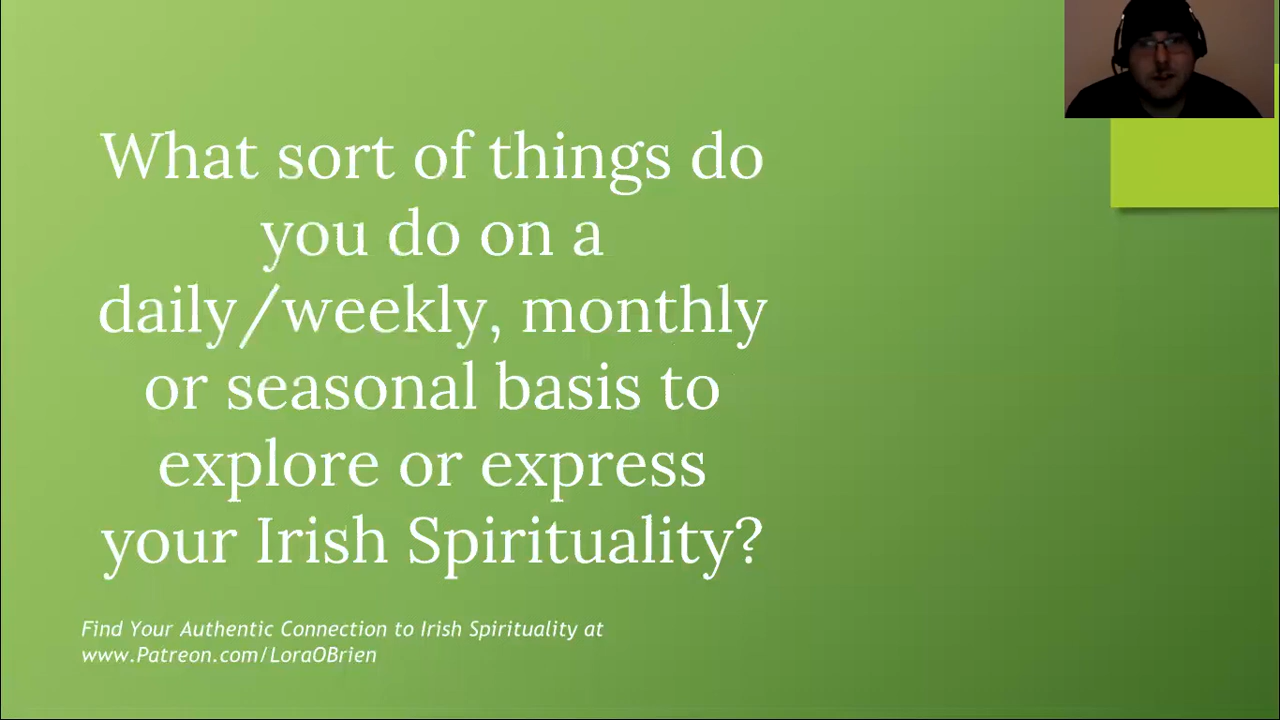 What sort of things do
you do on a
daily/weekly, monthly
or seasonal basis to
explore or express
your Irish Spirituality?
Find Your Authentic Connection to Irish Spirituality at
www.Patreon.com/LoraOBrien